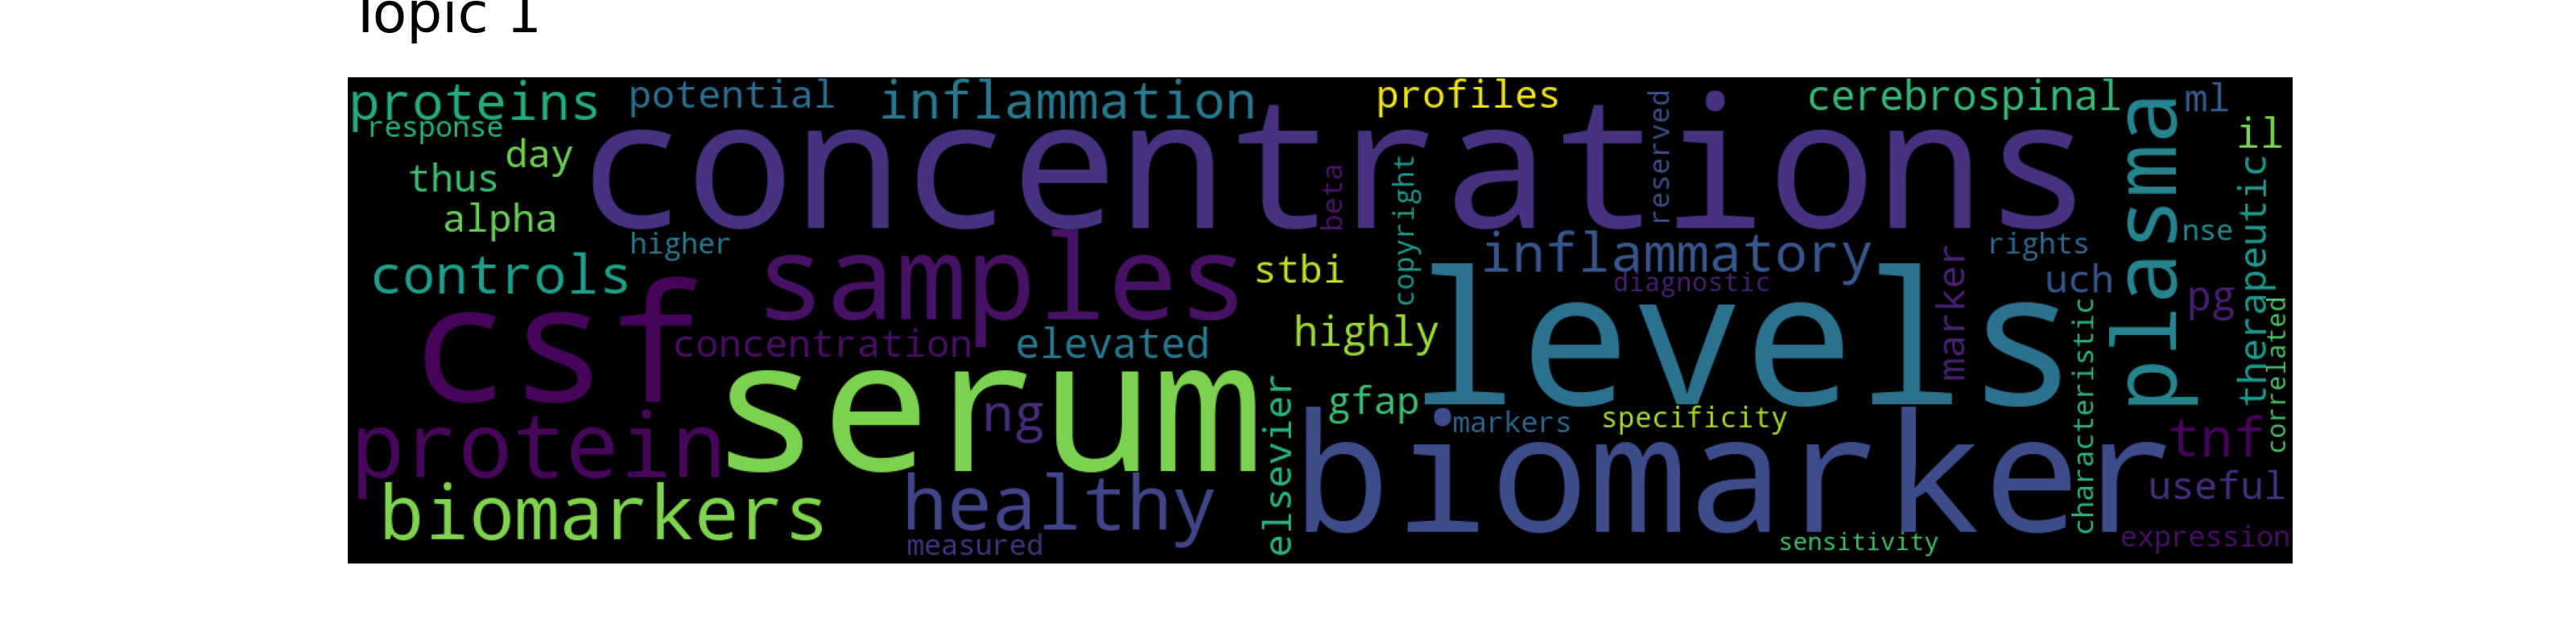 Topic 1
proteins
potential
inflammation
profiles
reserved
cerebrospinal
plasma
ml
response
concentrations
il
day
thus
beta
copyright
therapeutic
alpha
higher
samples
inflammatory
rights
nse
controls
stbi
diagnostic
marker
uch
pg
csf
concentration
elevated
highly
levels
characteristic
correlated
serum
ng
elsevier
gfap
markers
specificity
protein
biomarker
tnf
biomarkers
healthy
useful
measured
sensitivity
expression